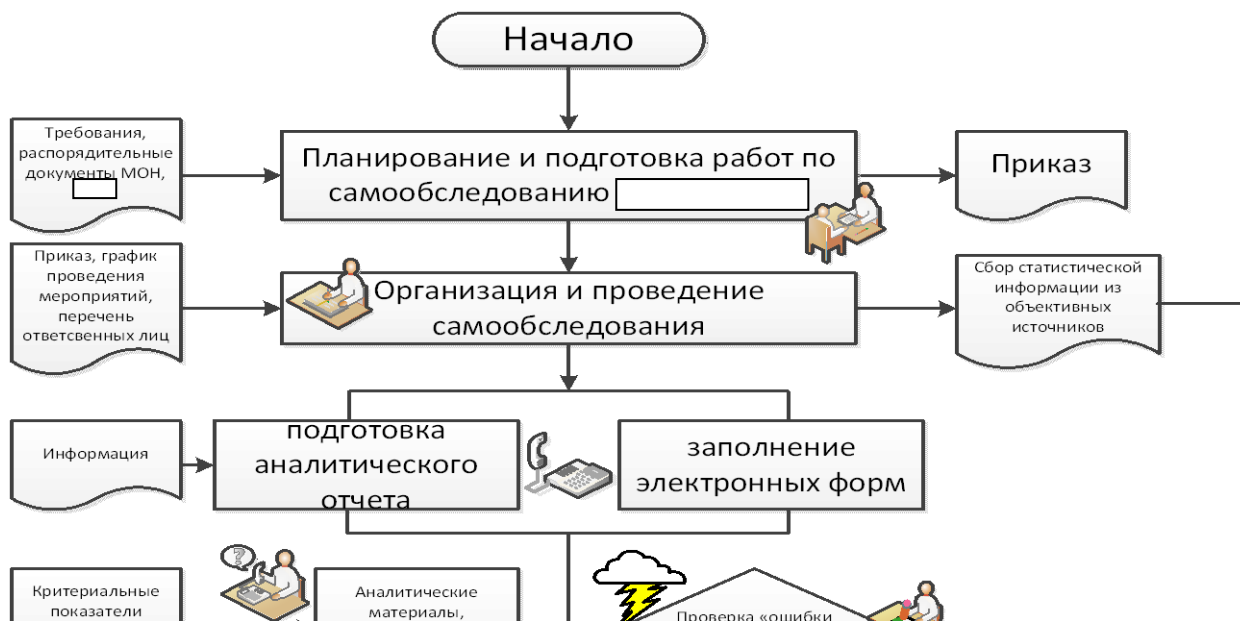 Начало
Требования,
распорядительные
документы МОН,
Планирование и подготовка работ по
самообследованию
Приказ
Приказ, график
проведения
мероприятий,
перечень
ответсвенных лиц
Организация и проведение
самообследования
Сбор статистической
информации из
объективных
источников
Информация
подготовка
аналитического
отчета
заполнение
электронных форм
Критериальные
показатели
?
Аналитические
материалы,
Проверка «ошибки